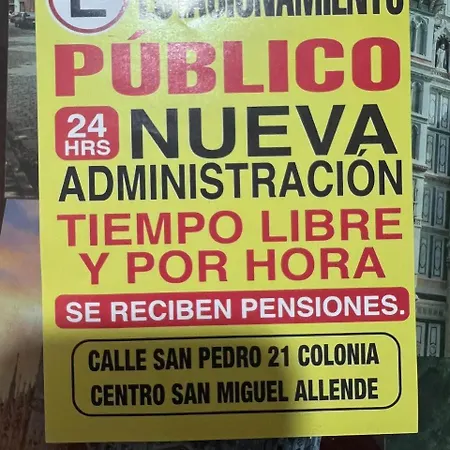 E ESTACIONAMIENTO
PÚBLICO
24 HRS
NUEVA
ADMINISTRACIÓN
TIEMPO LIBRE
Y POR HORA
SE RECIBEN PENSIONES.
CALLE SAN PEDRO 21 COLONIA
CENTRO SAN MIGUEL ALLENDE